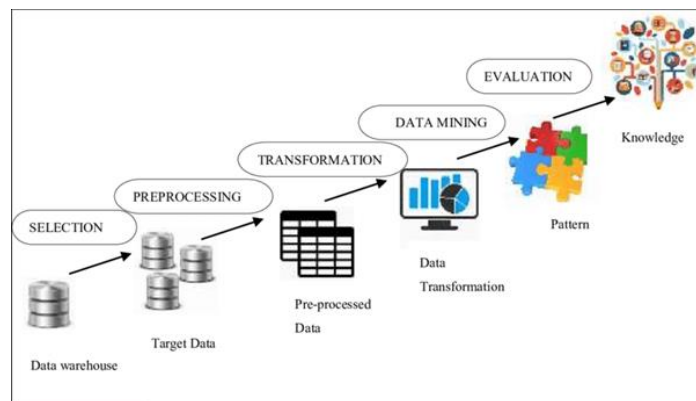 EVALUATION
Knowledge
DATA MINING
Pattern
TRANSFORMATION
Data
Transformation
PREPROCESSING
Pre-processed
Data
SELECTION
Target Data
Data warehouse